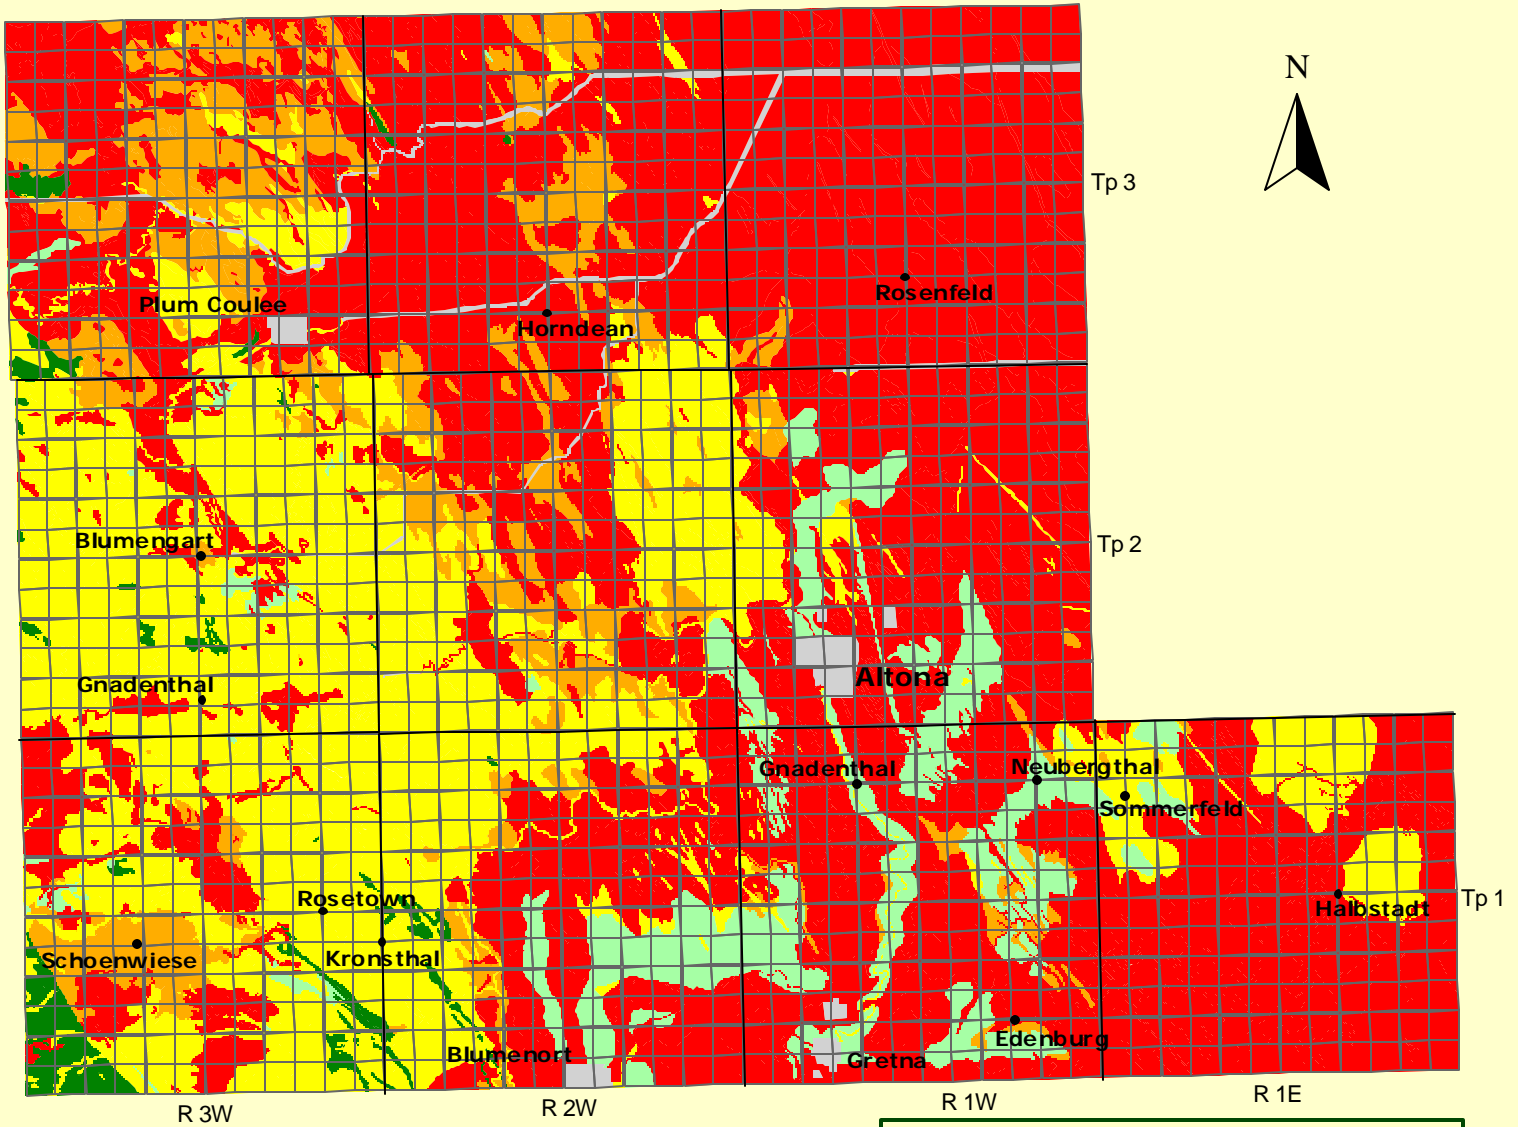 N
Tp 3
Rosenfeld
Plum Coulee
Horndean
Blumengart
Tp 2
Altona
Gnadenthal
Gnadenthal
Neubergthal
Sommerfeld
Rosetown
Tp 1
Halbstadt
Schoenwiese
Kronsthal
Edenburg
Blumenort
Gretna
R 3W
R 2W
R 1W
R 1E